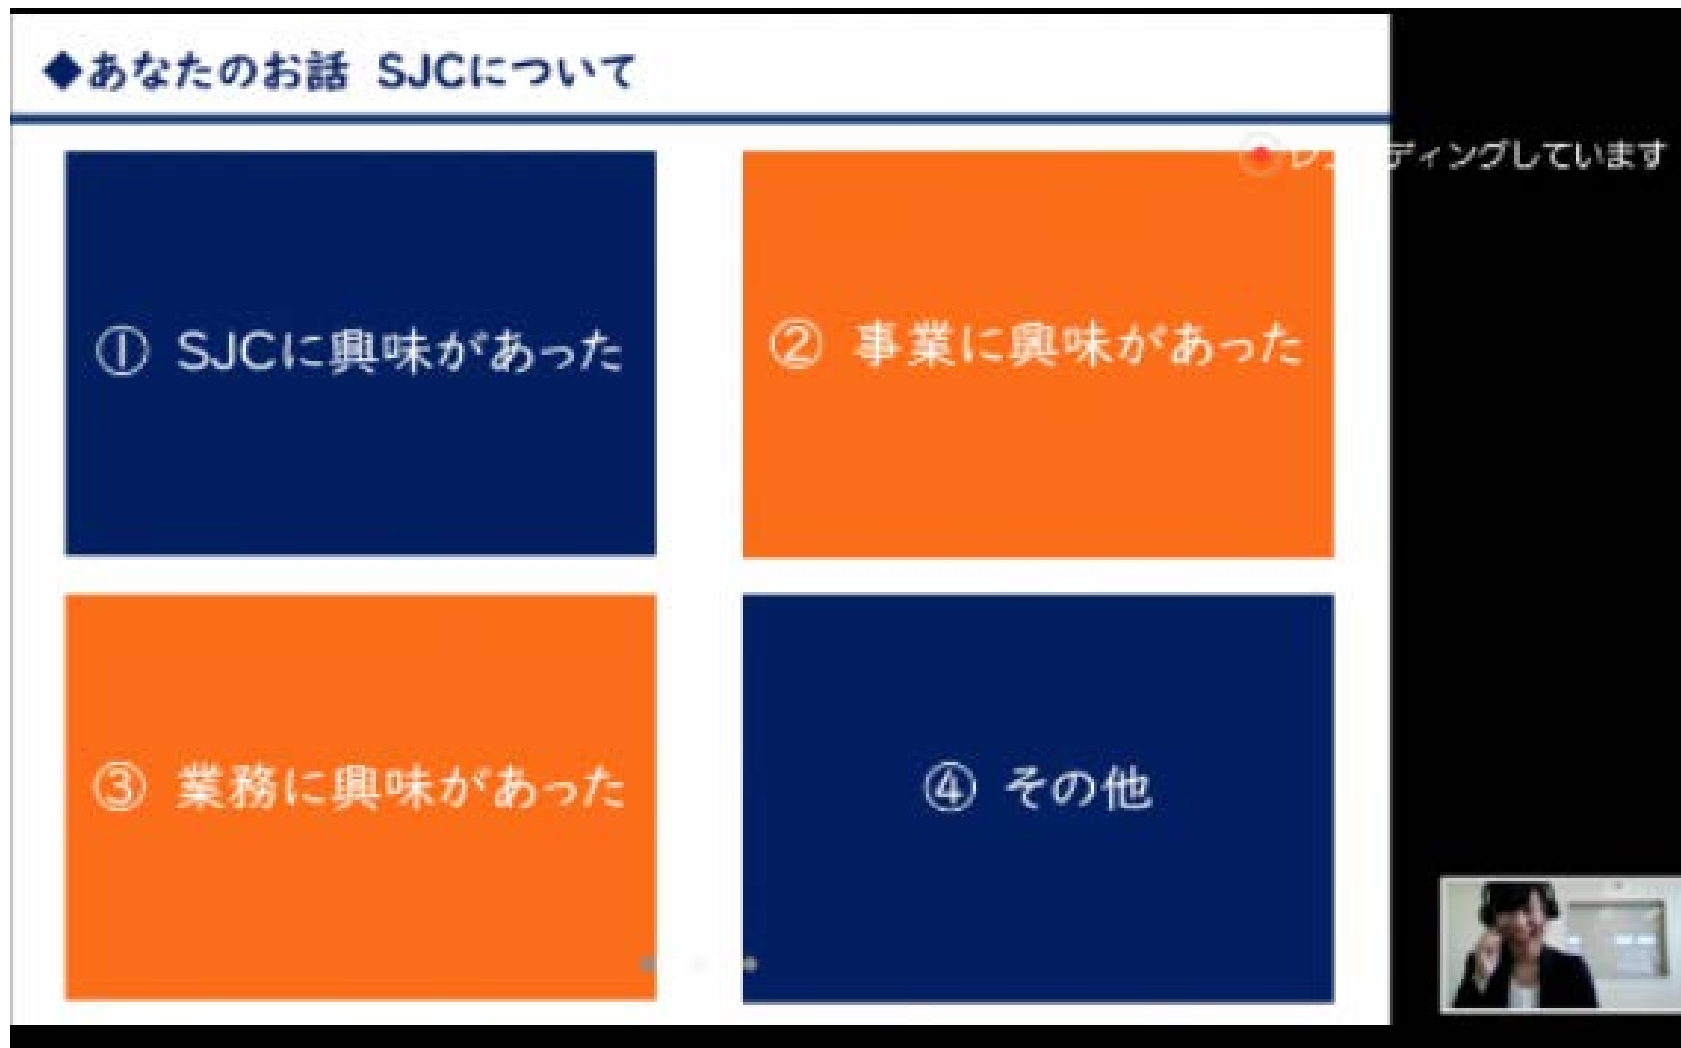 ◆あなたのお話 SJCについて
ディングしています
① SJCに興味があった
② 事業に興味があった
③ 業務に興味があった
④ その他